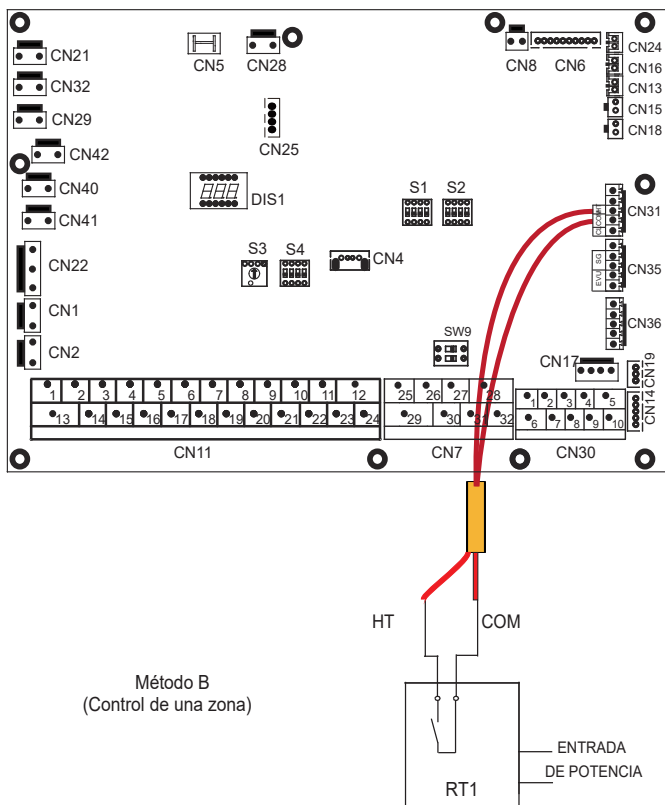 CN21
CN5
CN28
CN8
CN6
CN24
CN16
CN32
CN13
CN15
CN29
CN18
CN42
CN25
CN40
DIS1
S1
S2
CN41
CN31
CL COM H
CN22
S3
S4
CN4
SG
EVU
CN35
CN1
SW9
CN36
CN2
CN17
CN19
1 2 3 4 5 6 7 8 9 10 11 12
25 26 27 28
1 2 3 4 5
CN14
13 14 15 16 17 18 19 20 21 22 23 24
29 30 31 32
6 7 8 9 10
CN11
CN7
CN30
HT
COM
Método B
(Control de una zona)
ENTRADA
DE POTENCIA
RT1